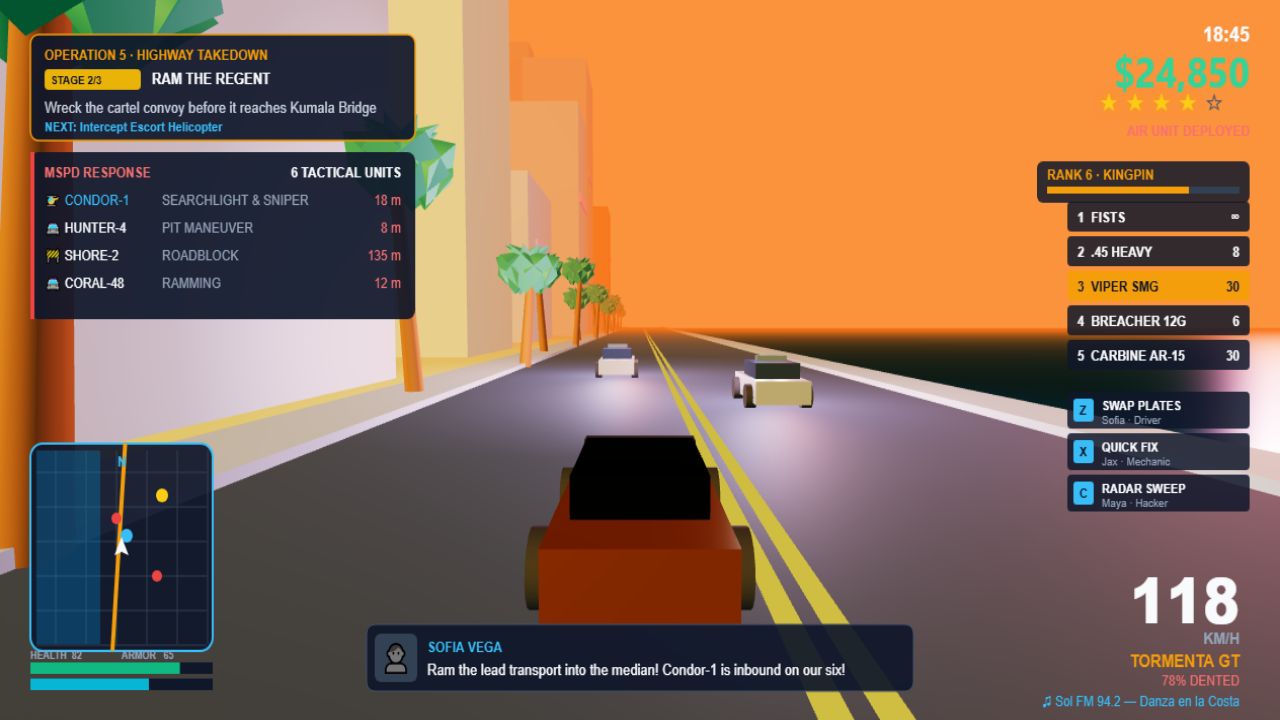 OPERATION 5 · HIGHWAY TAKEDOWN
STAGE 2/3 RAM THE REGENT
Wreck the cartel convoy before it reaches Kumala Bridge
NEXT: Intercept Escort Helicopter
MSPD RESPONSE 6 TACTICAL UNITS
CONDOR-1 SEARCHLIGHT & SNIPER 18 m
HUNTER-4 PIT MANEUVER 8 m
SHORE-2 ROADBLOCK 135 m
CORAL-48 RAMMING 12 m
18:45
$24,850
AIR UNIT DEPLOYED
RANK 6 · KINGPIN
1 FISTS ∞
2 .45 HEAVY 8
3 VIPER SMG 30
4 BREACHER 12G 6
5 CARBINE AR-15 30
Z SWAP PLATES
Sofia · Driver
X QUICK FIX
Jax · Mechanic
C RADAR SWEEP
Maya · Hacker
N
HEALTH 82 ARMOR 65
SOFIA VEGA
Ram the lead transport into the median! Condor-1 is inbound on our six!
118
KM/H
TORMENTA GT
78% DENTED
♫ Sol FM 94.2 — Danza en la Costa